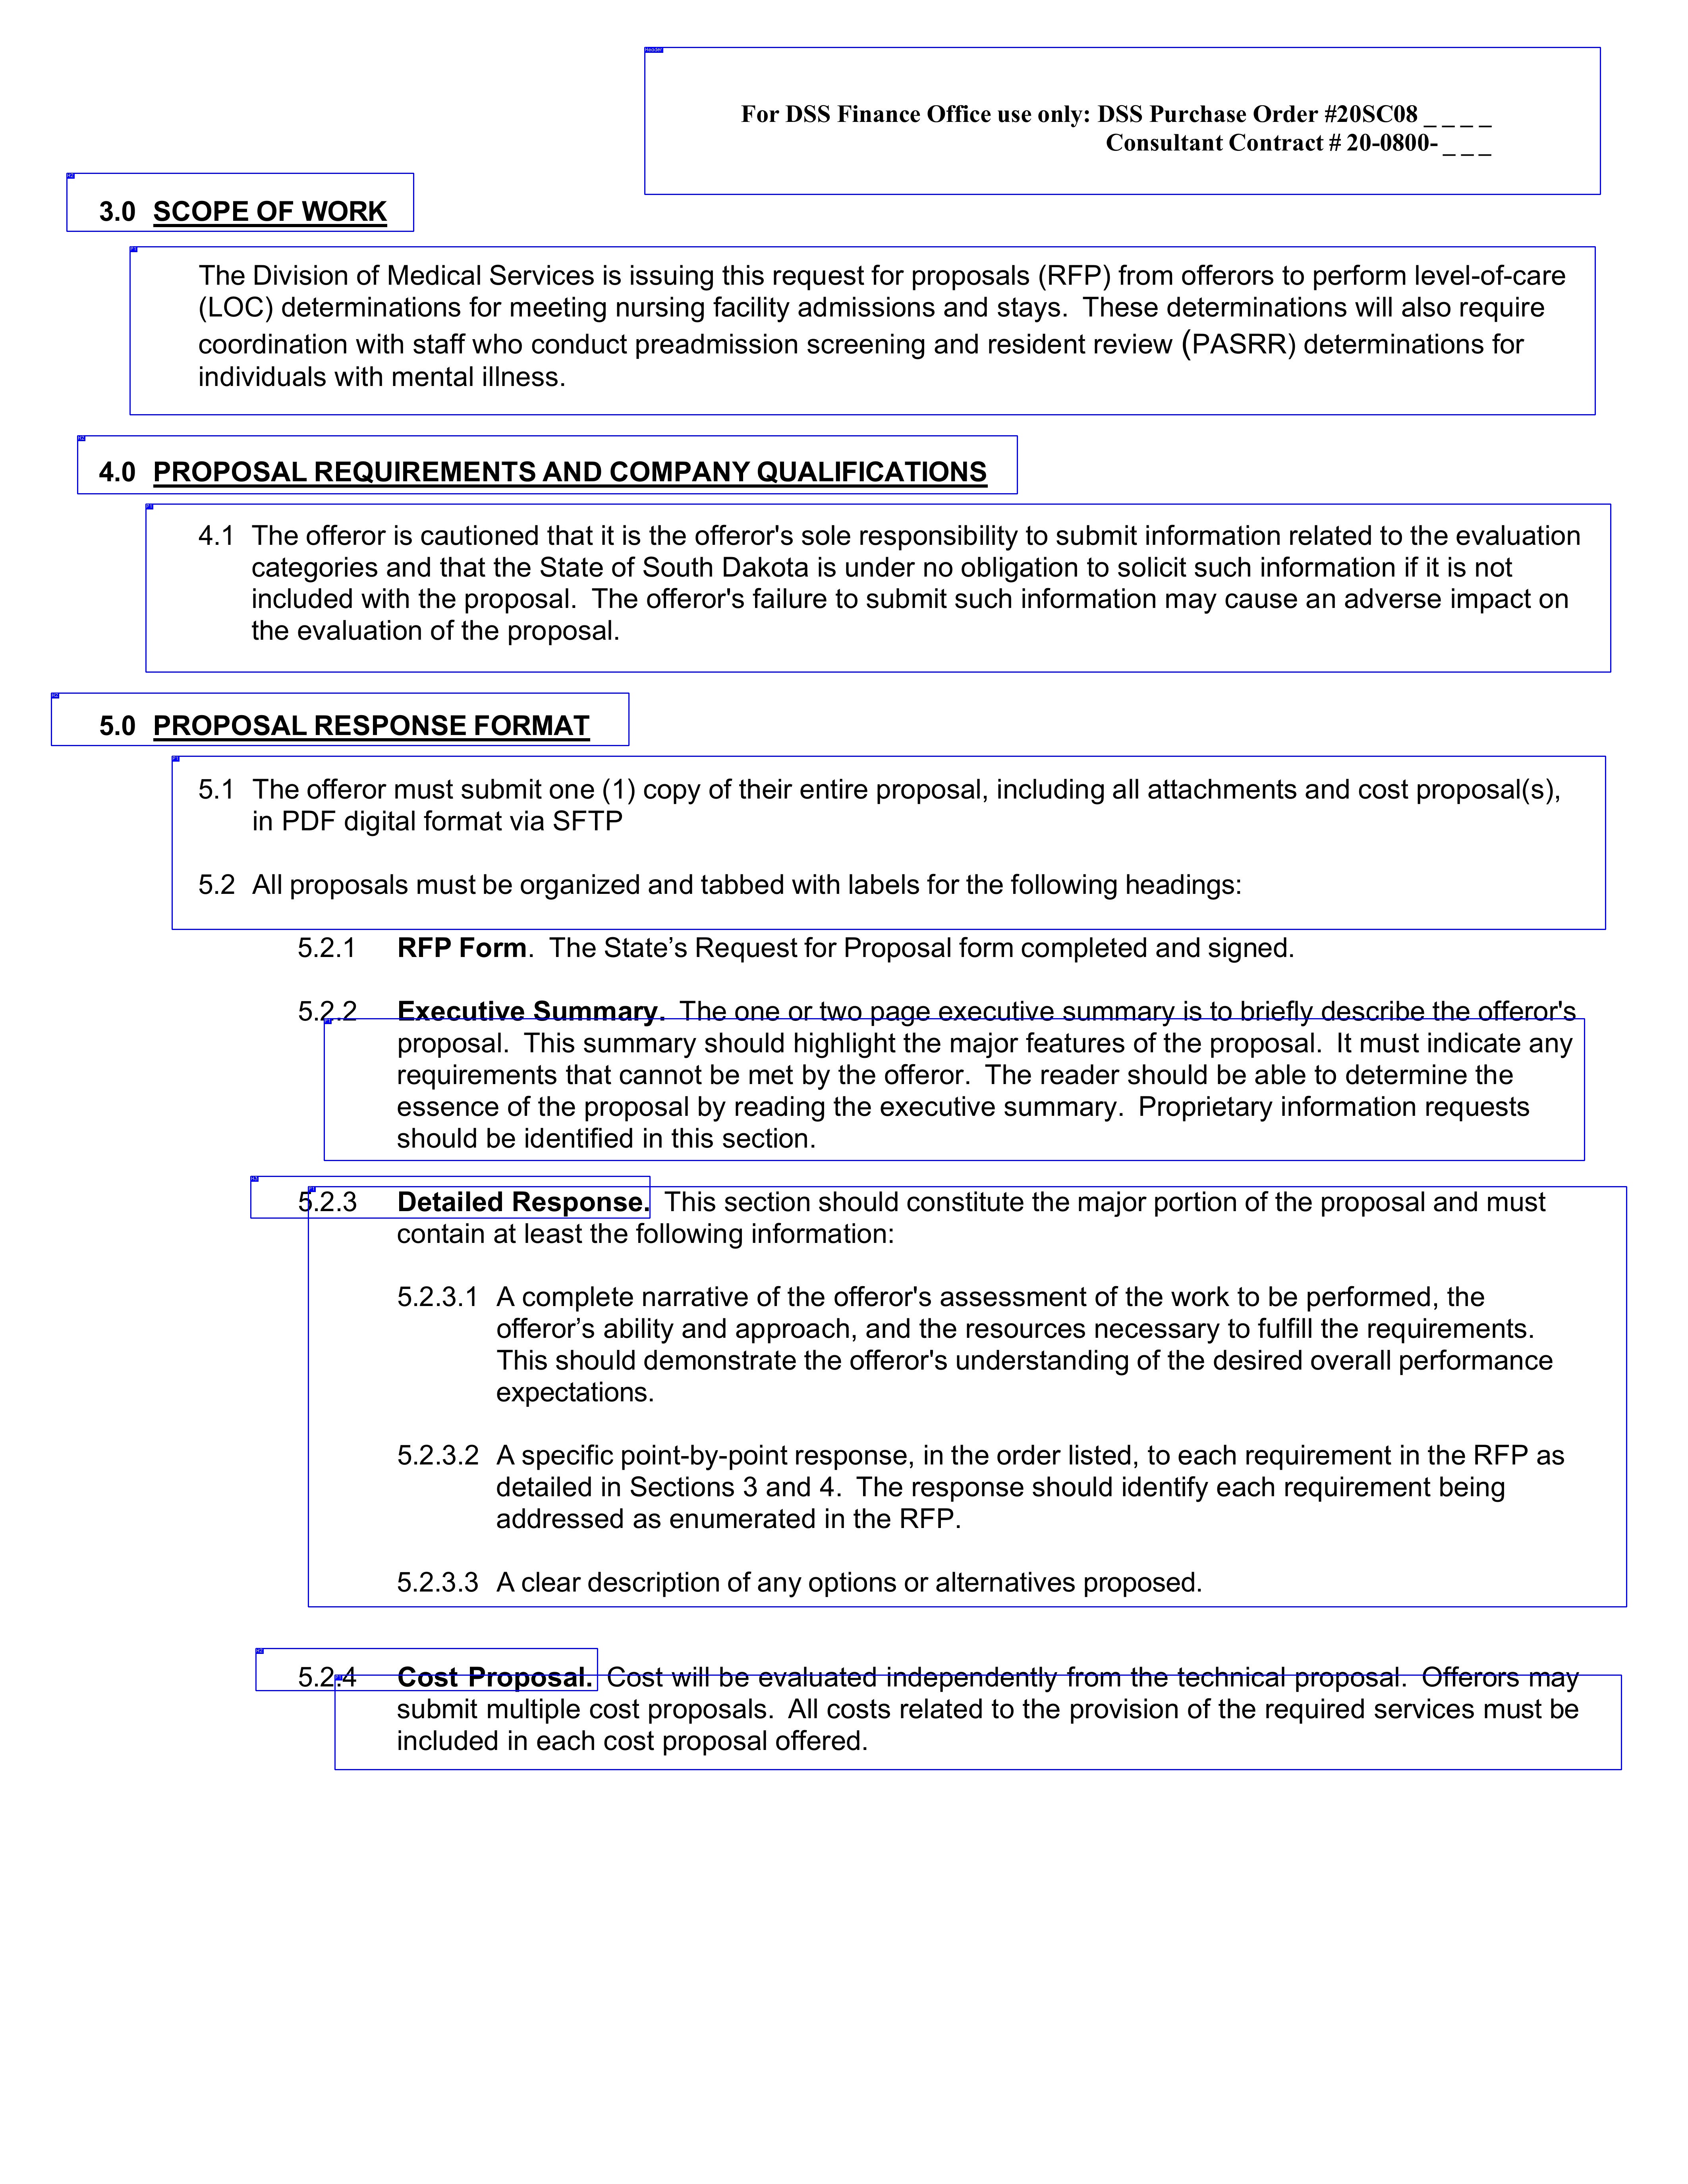 For DSS Finance Office use only: DSS Purchase Order #20SC08 _ _ _ _
Consultant Contract # 20-0800- _ _ _
3.0 SCOPE OF WORK
The Division of Medical Services is issuing this request for proposals (RFP) from offerors to perform level-of-care
(LOC) determinations for meeting nursing facility admissions and stays. These determinations will also require
coordination with staff who conduct preadmission screening and resident review (PASRR) determinations for
individuals with mental illness.
4.0 PROPOSAL REQUIREMENTS AND COMPANY QUALIFICATIONS
4.1 The offeror is cautioned that it is the offeror's sole responsibility to submit information related to the evaluation
categories and that the State of South Dakota is under no obligation to solicit such information if it is not
included with the proposal. The offeror's failure to submit such information may cause an adverse impact on
the evaluation of the proposal.
5.0 PROPOSAL RESPONSE FORMAT
5.1 The offeror must submit one (1) copy of their entire proposal, including all attachments and cost proposal(s),
in PDF digital format via SFTP
5.2 All proposals must be organized and tabbed with labels for the following headings:
5.2.1 RFP Form. The State’s Request for Proposal form completed and signed.
5.2.2 Executive Summary. The one or two page executive summary is to briefly describe the offeror's
proposal. This summary should highlight the major features of the proposal. It must indicate any
requirements that cannot be met by the offeror. The reader should be able to determine the
essence of the proposal by reading the executive summary. Proprietary information requests
should be identified in this section.
5.2.3 Detailed Response. This section should constitute the major portion of the proposal and must
contain at least the following information:
5.2.3.1 A complete narrative of the offeror's assessment of the work to be performed, the
offeror’s ability and approach, and the resources necessary to fulfill the requirements.
This should demonstrate the offeror's understanding of the desired overall performance
expectations.
5.2.3.2 A specific point-by-point response, in the order listed, to each requirement in the RFP as
detailed in Sections 3 and 4. The response should identify each requirement being
addressed as enumerated in the RFP.
5.2.3.3 A clear description of any options or alternatives proposed.
5.2.4 Cost Proposal. Cost will be evaluated independently from the technical proposal. Offerors may
submit multiple cost proposals. All costs related to the provision of the required services must be
included in each cost proposal offered.